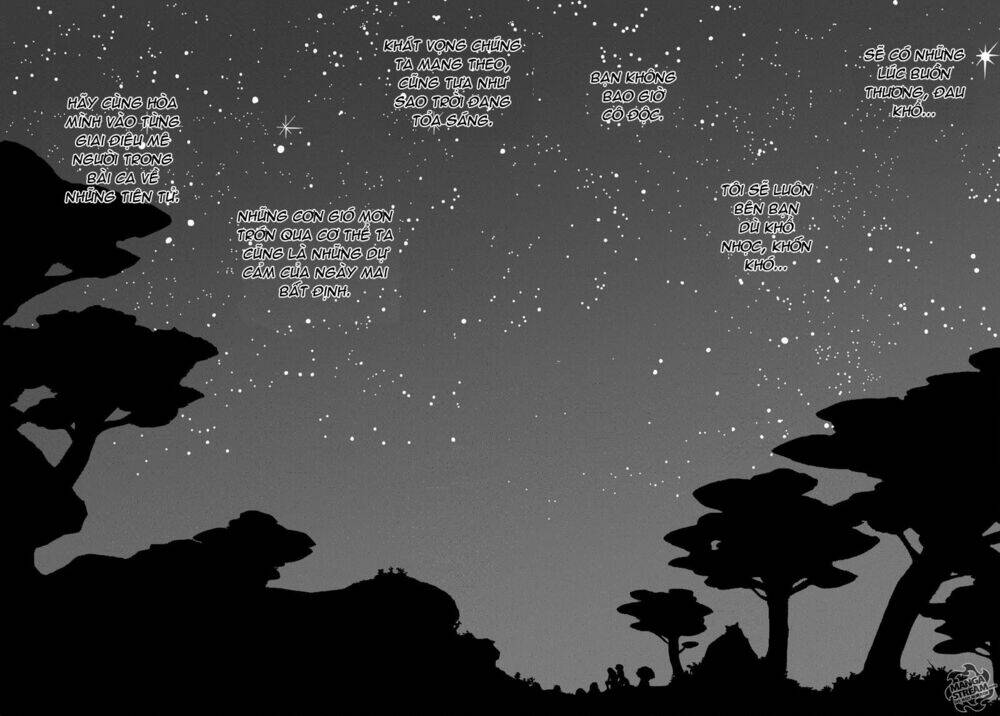 SẼ CÓ NHỮNG
LÚC BUỒN
THƯƠNG, ĐAU
KHỔ...
TÔI SẼ LUÔN
BÊN BẠN
DÙ KHÓ
NHỌC, KHỐN
KHÓ...
BẠN KHÔNG
BAO GIỜ
CÔ ĐỘC.
KHÁT VỌNG CHÚNG
TA MANG THEO,
CŨNG TỰA NHƯ
SAO TRỜI ĐANG
TỎA SÁNG.
NHỮNG CƠN GIÓ MƠN
TRỚN QUA CƠ THỂ TA
CŨNG LÀ NHỮNG DỰ
CẢM CỦA NGÀY MAI
BẤT ĐỊNH.
HÃY CÙNG HÒA
MÌNH VÀO TỪNG
GIAI ĐIỆU MÊ
NGƯỜI TRONG
BÀI CA VỀ
NHỮNG TIÊN TỬ.
MANGA
STREAM